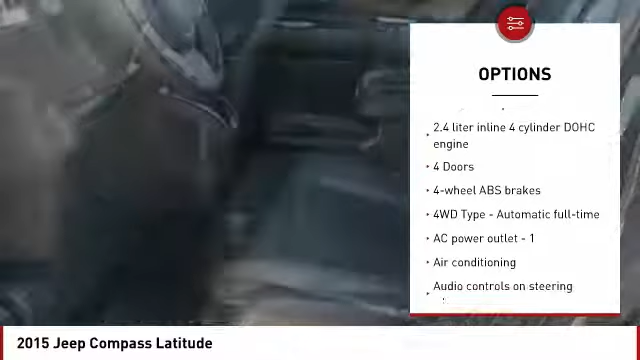 OPTIONS
2.4 liter inline 4 cylinder DOHC
engine
4 Doors
4-wheel ABS brakes
4WD Type - Automatic full-time
AC power outlet - 1
Air conditioning
Audio controls on steering
2015 Jeep Compass Latitude